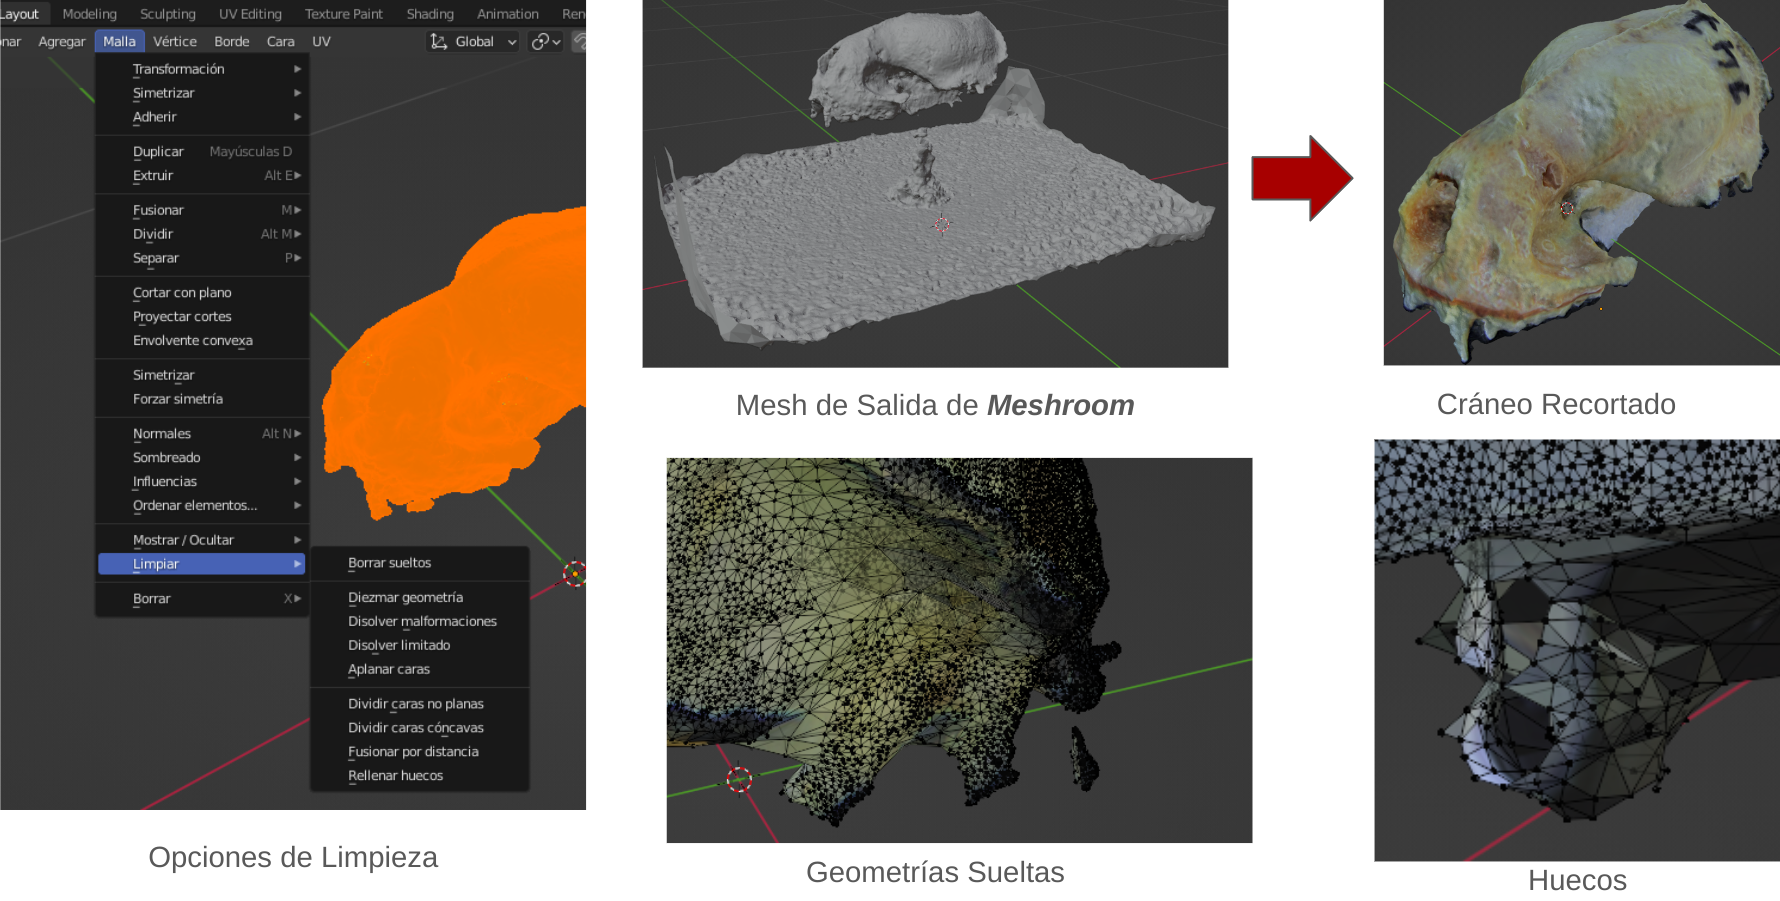 Layout Modeling Sculpting UV Editing Texture Paint Shading Animation Ren
nar Agregar Malla Vértice Borde Cara UV Global
Transformación
Simetrizar
Adherir
Duplicar Mayúsculas D
Extruir Alt E
Fusionar M
Dividir Alt M
Separar P
Cortar con plano
Proyectar cortes
Envolvente convexa
Simetrizar
Forzar simetría
Normales Alt N
Sombreado
Influencias
Ordenar elementos...
Mostrar / Ocultar
Limpiar
Borrar X
Borrar sueltos
Diezmar geometría
Disolver malformaciones
Disolver limitado
Aplanar caras
Dividir caras no planas
Dividir caras cóncavas
Fusionar por distancia
Rellenar huecos
Opciones de Limpieza
Mesh de Salida de Meshroom
Cráneo Recortado
Geometrías Sueltas
Huecos